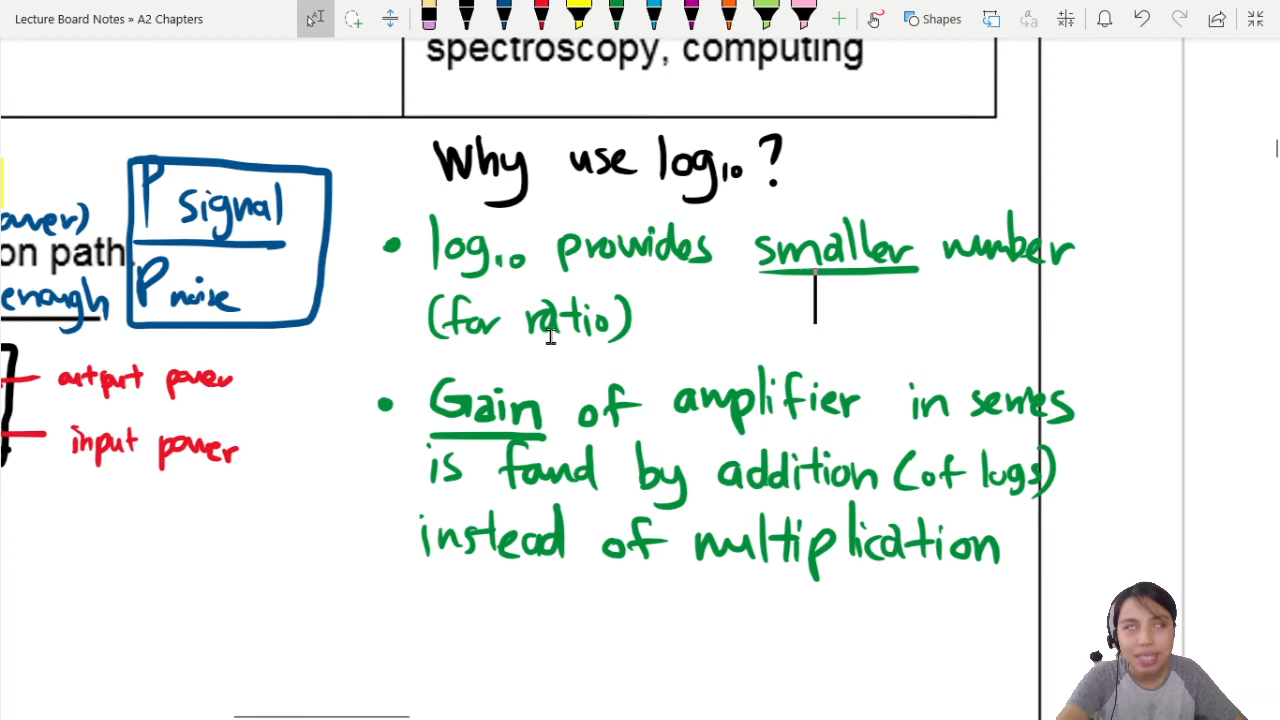 Lecture Board Notes » A2 Chapters
Shapes
spectroscopy, computing
Why use log10?
ower)
on path.
enough
P signal
P noise
• log10 provides smaller number
(for ratio)
output power
input power
• Gain of amplifier in series
is found by addition (of logs)
instead of multiplication